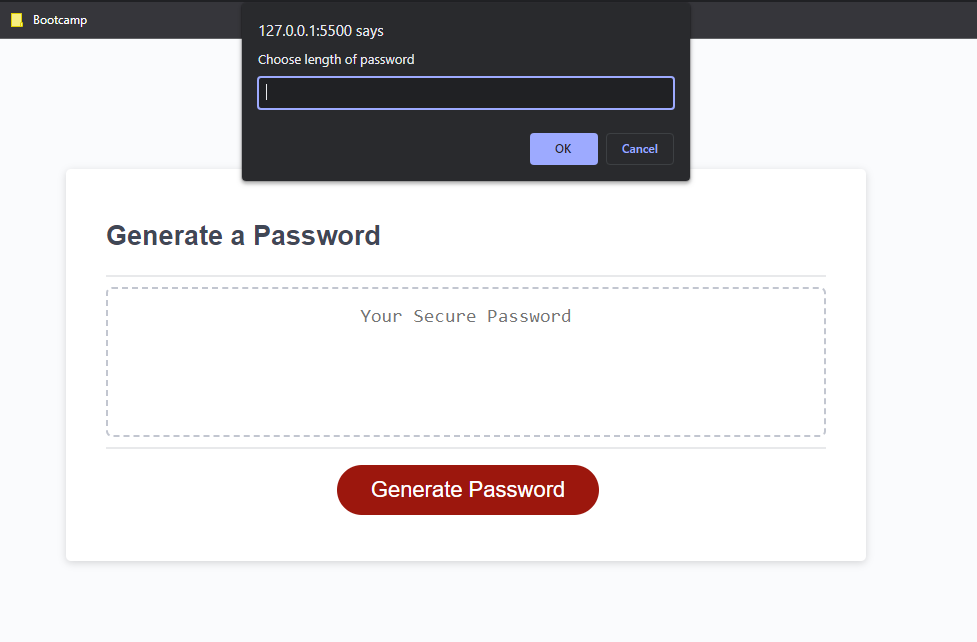 Bootcamp
127.0.0.1:5500 says
Choose length of password
OK
Cancel
Generate a Password
Your Secure Password
Generate Password